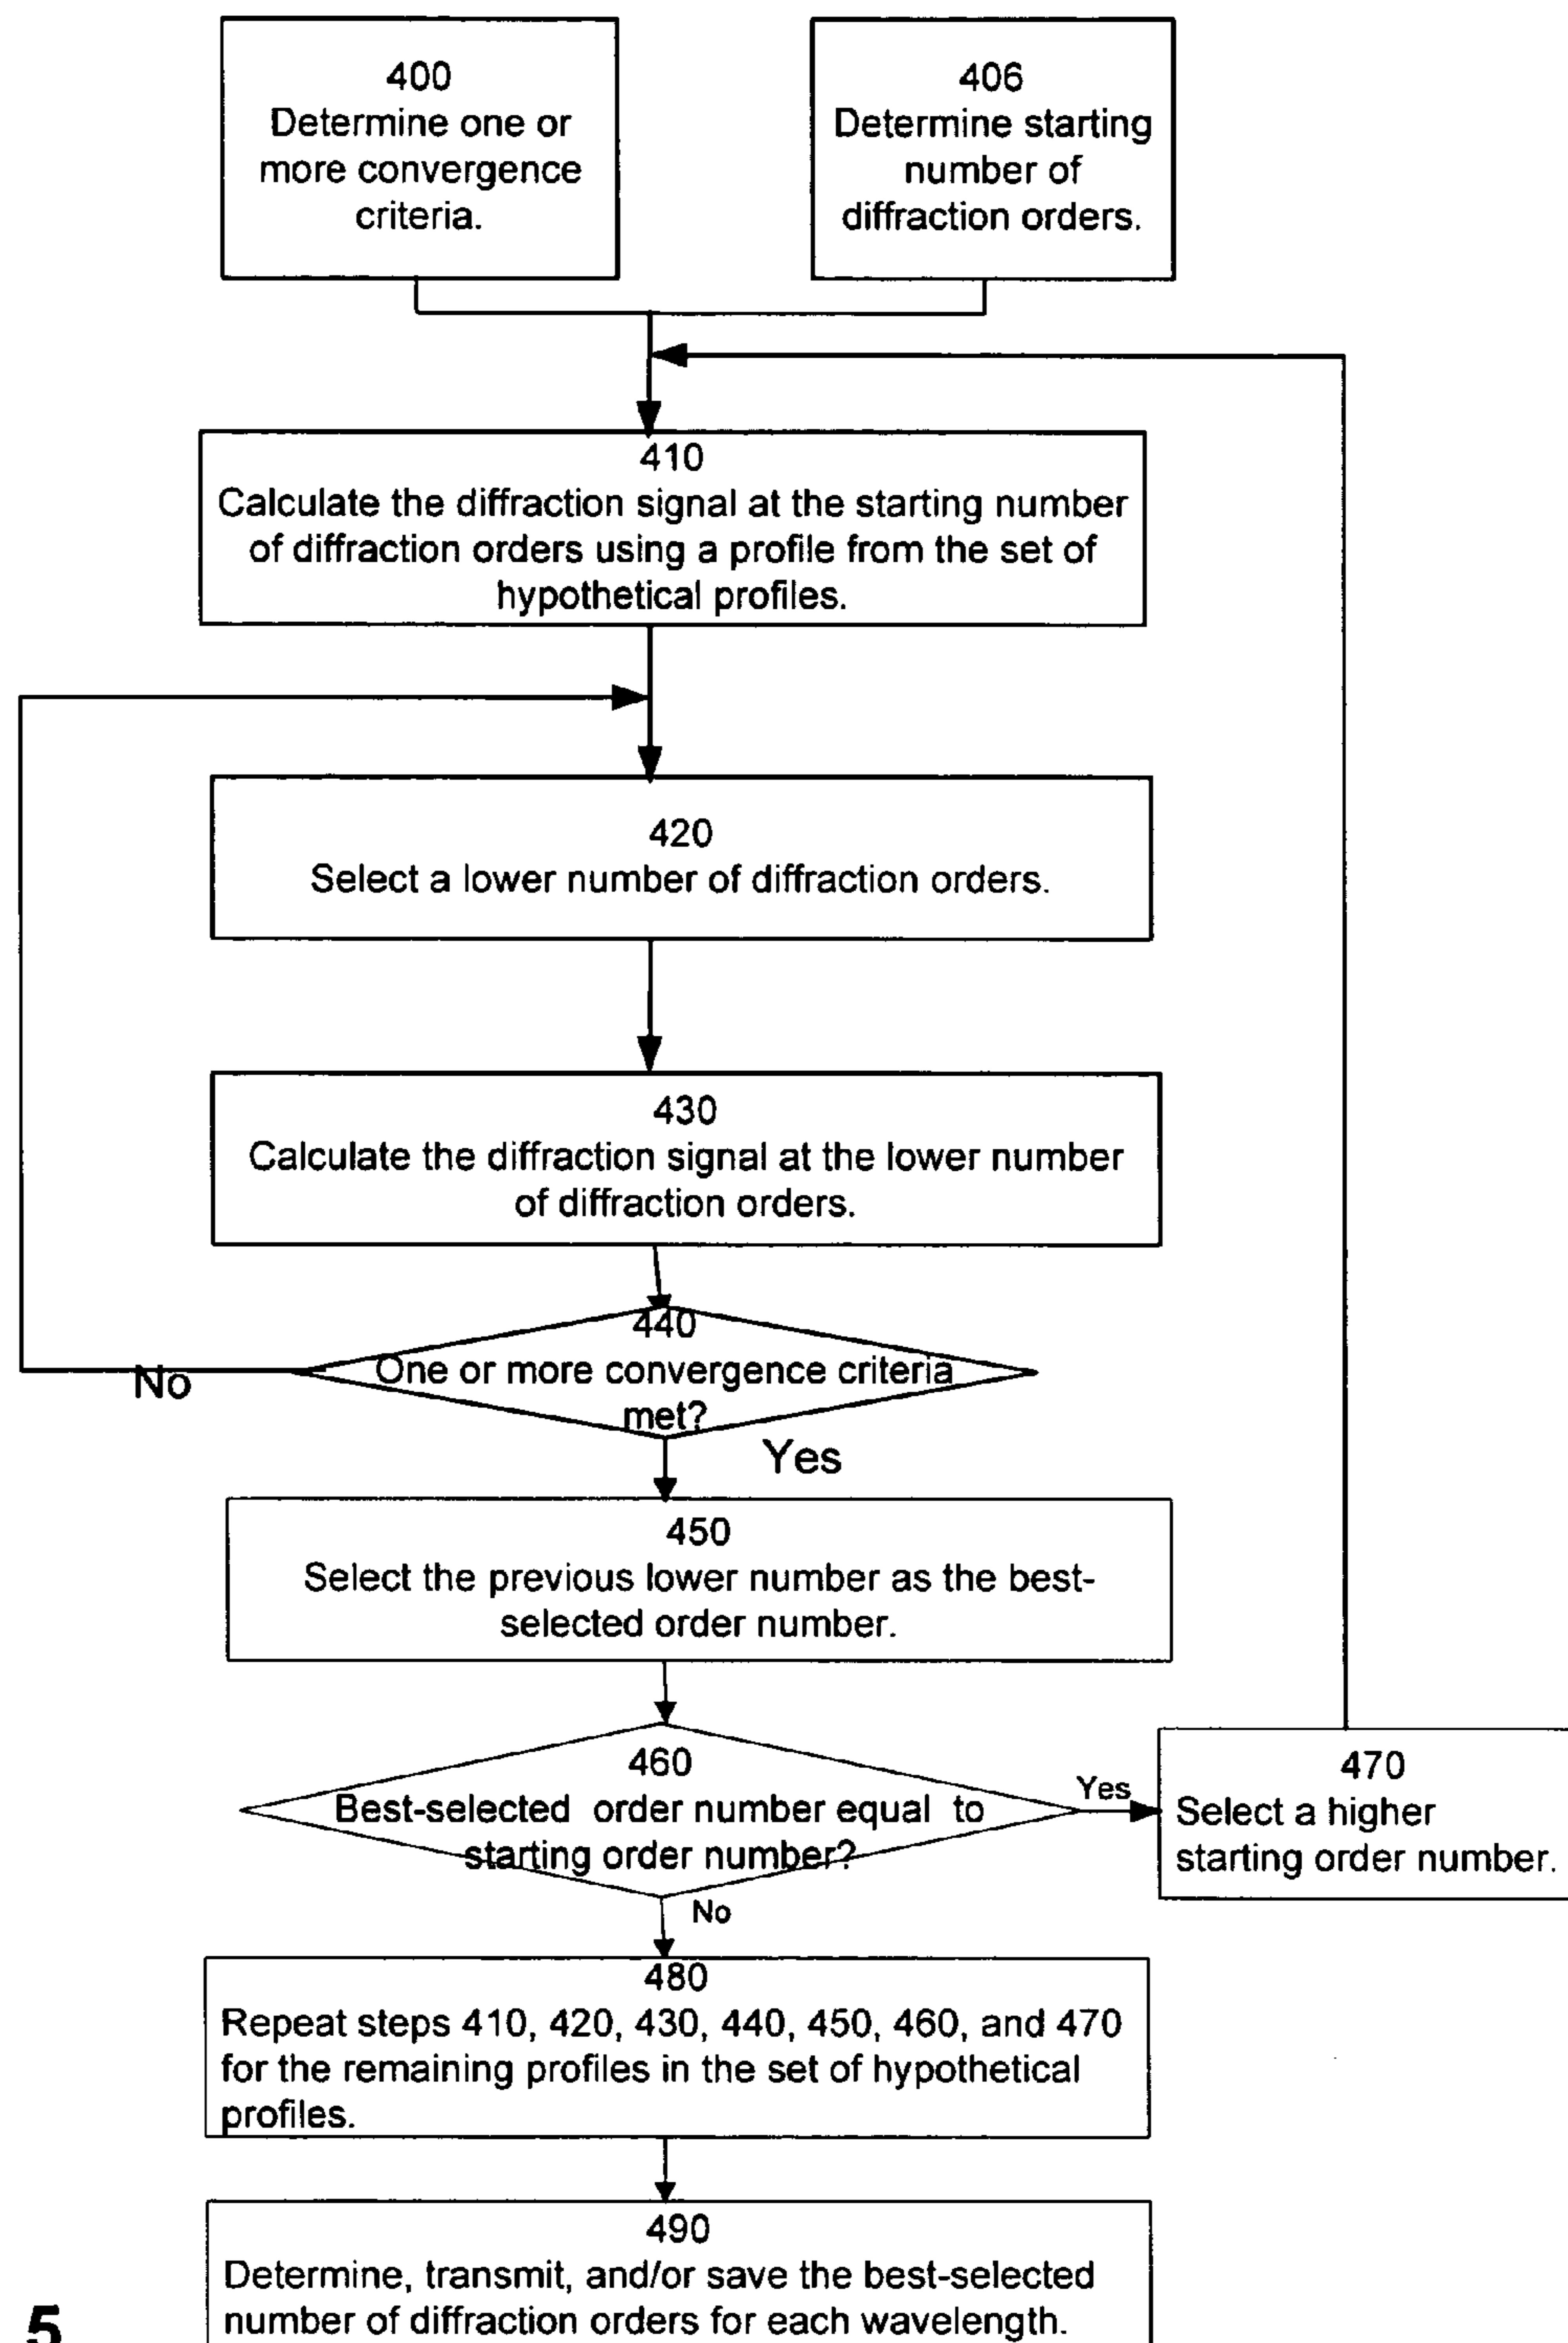 400
Determine one or
more convergence
criteria.
406
Determine starting
number of
diffraction orders.
410
Calculate the diffraction signal at the starting number
of diffraction orders using a profile from the set of
hypothetical profiles.
420
Select a lower number of diffraction orders.
430
Calculate the diffraction signal at the lower number
of diffraction orders.
440
One or more convergence criteria
met?
No
Yes
450
Select the previous lower number as the best-
selected order number.
460
Best-selected order number equal to
starting order number?
Yes
470
Select a higher
starting order number.
No
480
Repeat steps 410, 420, 430, 440, 450, 460, and 470
for the remaining profiles in the set of hypothetical
profiles.
490
Determine, transmit, and/or save the best-selected
number of diffraction orders for each wavelength.
5